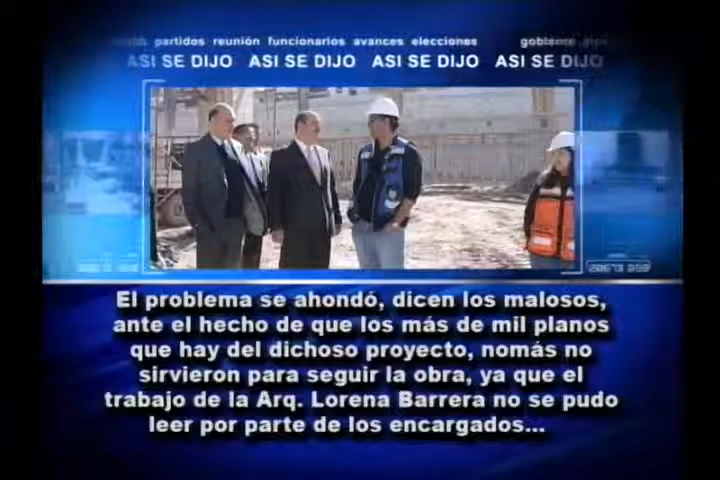 partidos reunión funcionarios avances elecciones
ASI SE DIJO ASI SE DIJO ASI SE DIJO ASI SE DIJO
El problema se ahondó, dicen los malosos,
ante el hecho de que los más de mil planos
que hay del dichoso proyecto, nomás no
sirvieron para seguir la obra, ya que el
trabajo de la Arq. Lorena Barrera no se pudo
leer por parte de los encargados...